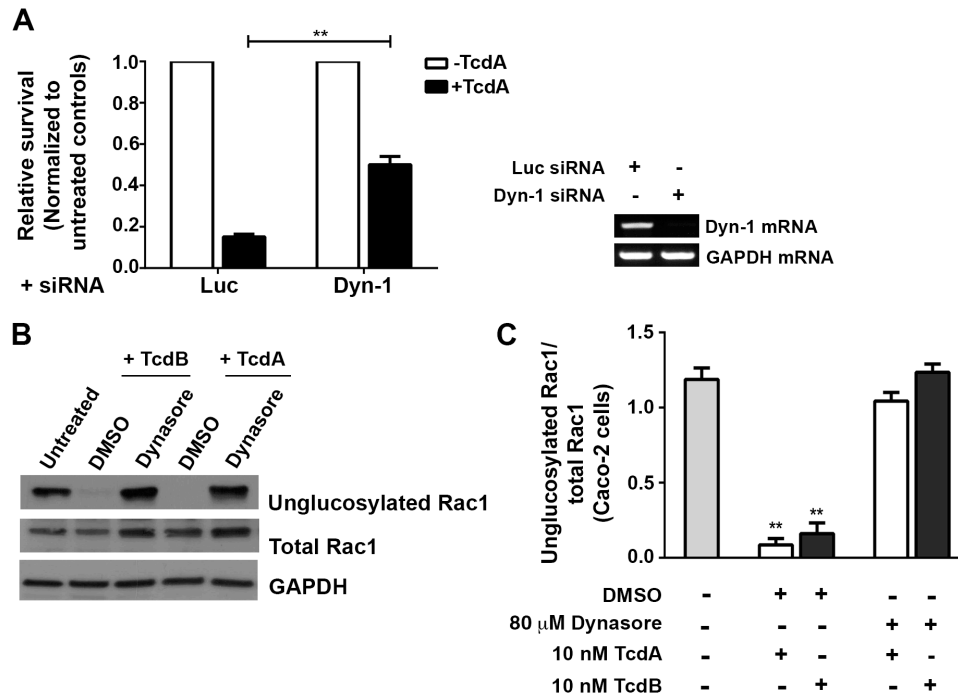 A
**
-TcdA
+TcdA
Relative survival
(Normalized to
untreated controls)
1.0
0.8
0.6
0.4
0.2
0.0
+ siRNA
Luc
Dyn-1
Luc siRNA + -
Dyn-1 siRNA - +
Dyn-1 mRNA
GAPDH mRNA
B
+ TcdB
+ TcdA
Untreated
DMSO
Dynasore
DMSO
Dynasore
Unglucosylated Rac1
Total Rac1
GAPDH
C
Unglucosylated Rac1/
total Rac1
(Caco-2 cells)
1.5
1.0
0.5
0.0
** **
DMSO - + + - -
80 μM Dynasore - - - + +
10 nM TcdA - + - + -
10 nM TcdB - - + - +